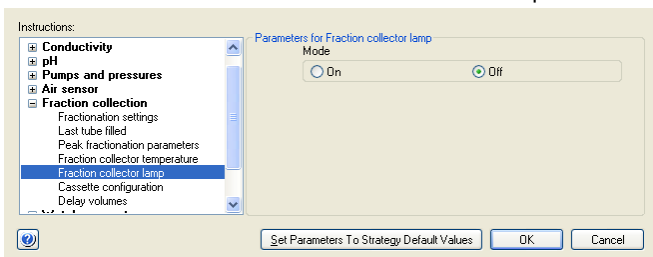 Instructions:
Conductivity
pH
Pumps and pressures
Air sensor
Fraction collection
Fractionation settings
Last tube filled
Peak fractionation parameters
Fraction collector temperature
Fraction collector lamp
Cassette configuration
Delay volumes
Parameters for Fraction collector lamp
Mode
On Off
Set Parameters To Strategy Default Values OK Cancel